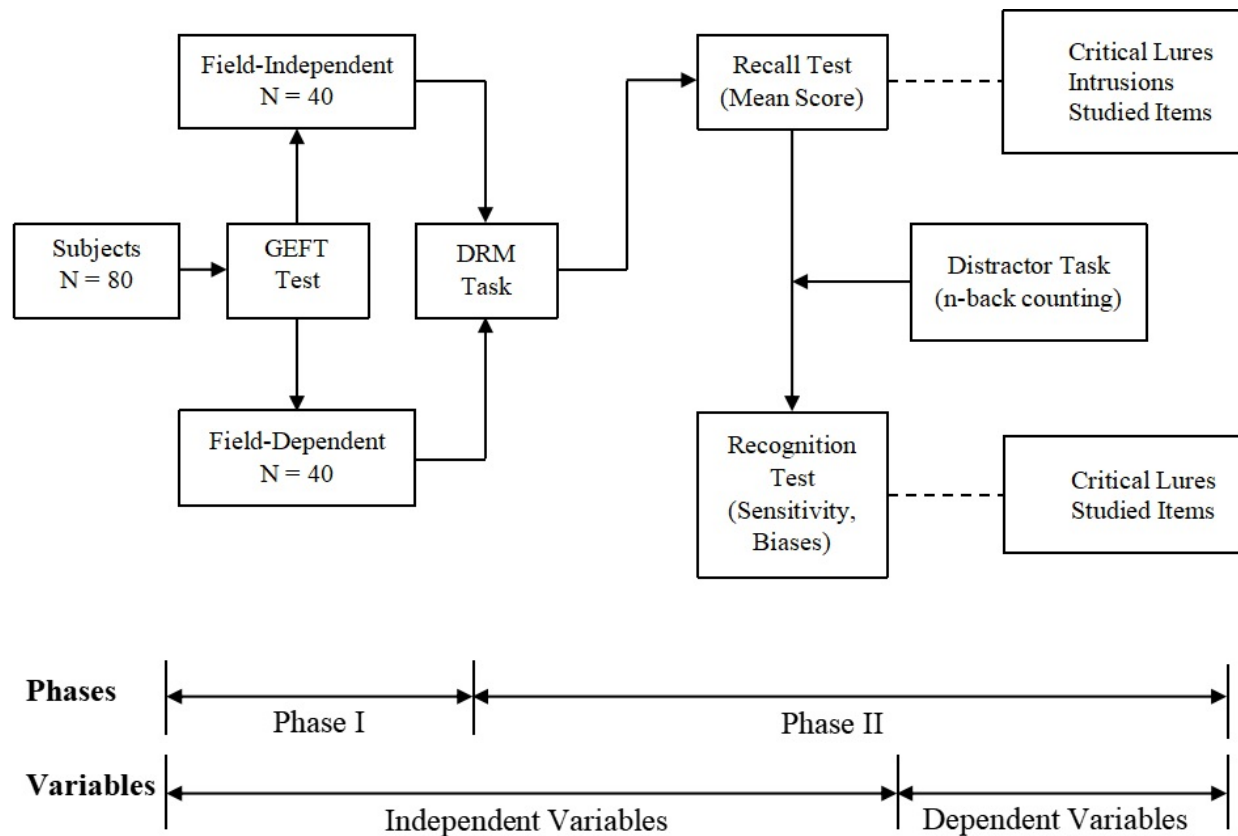 Field-Independent
N = 40
Recall Test
(Mean Score)
Critical Lures
Intrusions
Studied Items
Subjects
N = 80
GEFT
Test
DRM
Task
Distractor Task
(n-back counting)
Field-Dependent
N = 40
Recognition
Test
(Sensitivity,
Biases)
Critical Lures
Studied Items
Phases
Phase I
Phase II
Variables
Independent Variables
Dependent Variables